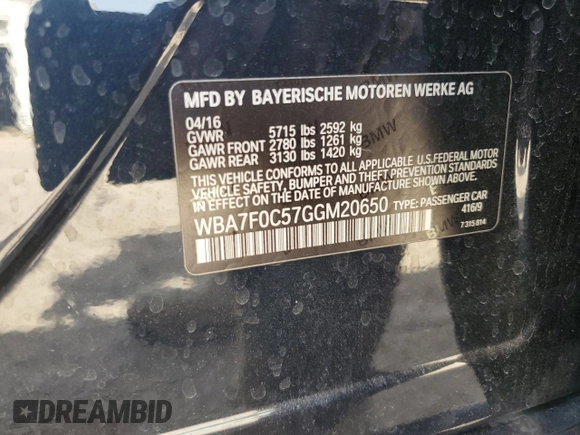 MFD BY BAYERISCHE MOTOREN WERKE AG
04/16
GVWR 5715 lbs 2592 kg
GAWR FRONT 2780 lbs 1261 kg
GAWR REAR 3130 lbs 1420 kg
THIS VEHICLE CONFORMS TO ALL APPLICABLE U.S.FEDERAL MOTOR
VEHICLE SAFETY, BUMPER AND THEFT PREVENTION STANDARDS IN
EFFECT ON THE DATE OF MANUFACTURE SHOWN ABOVE.
WBA7F0C57GGM20650 TYPE: PASSENGER CAR
416/9
7315814
BMW
DREAMBID